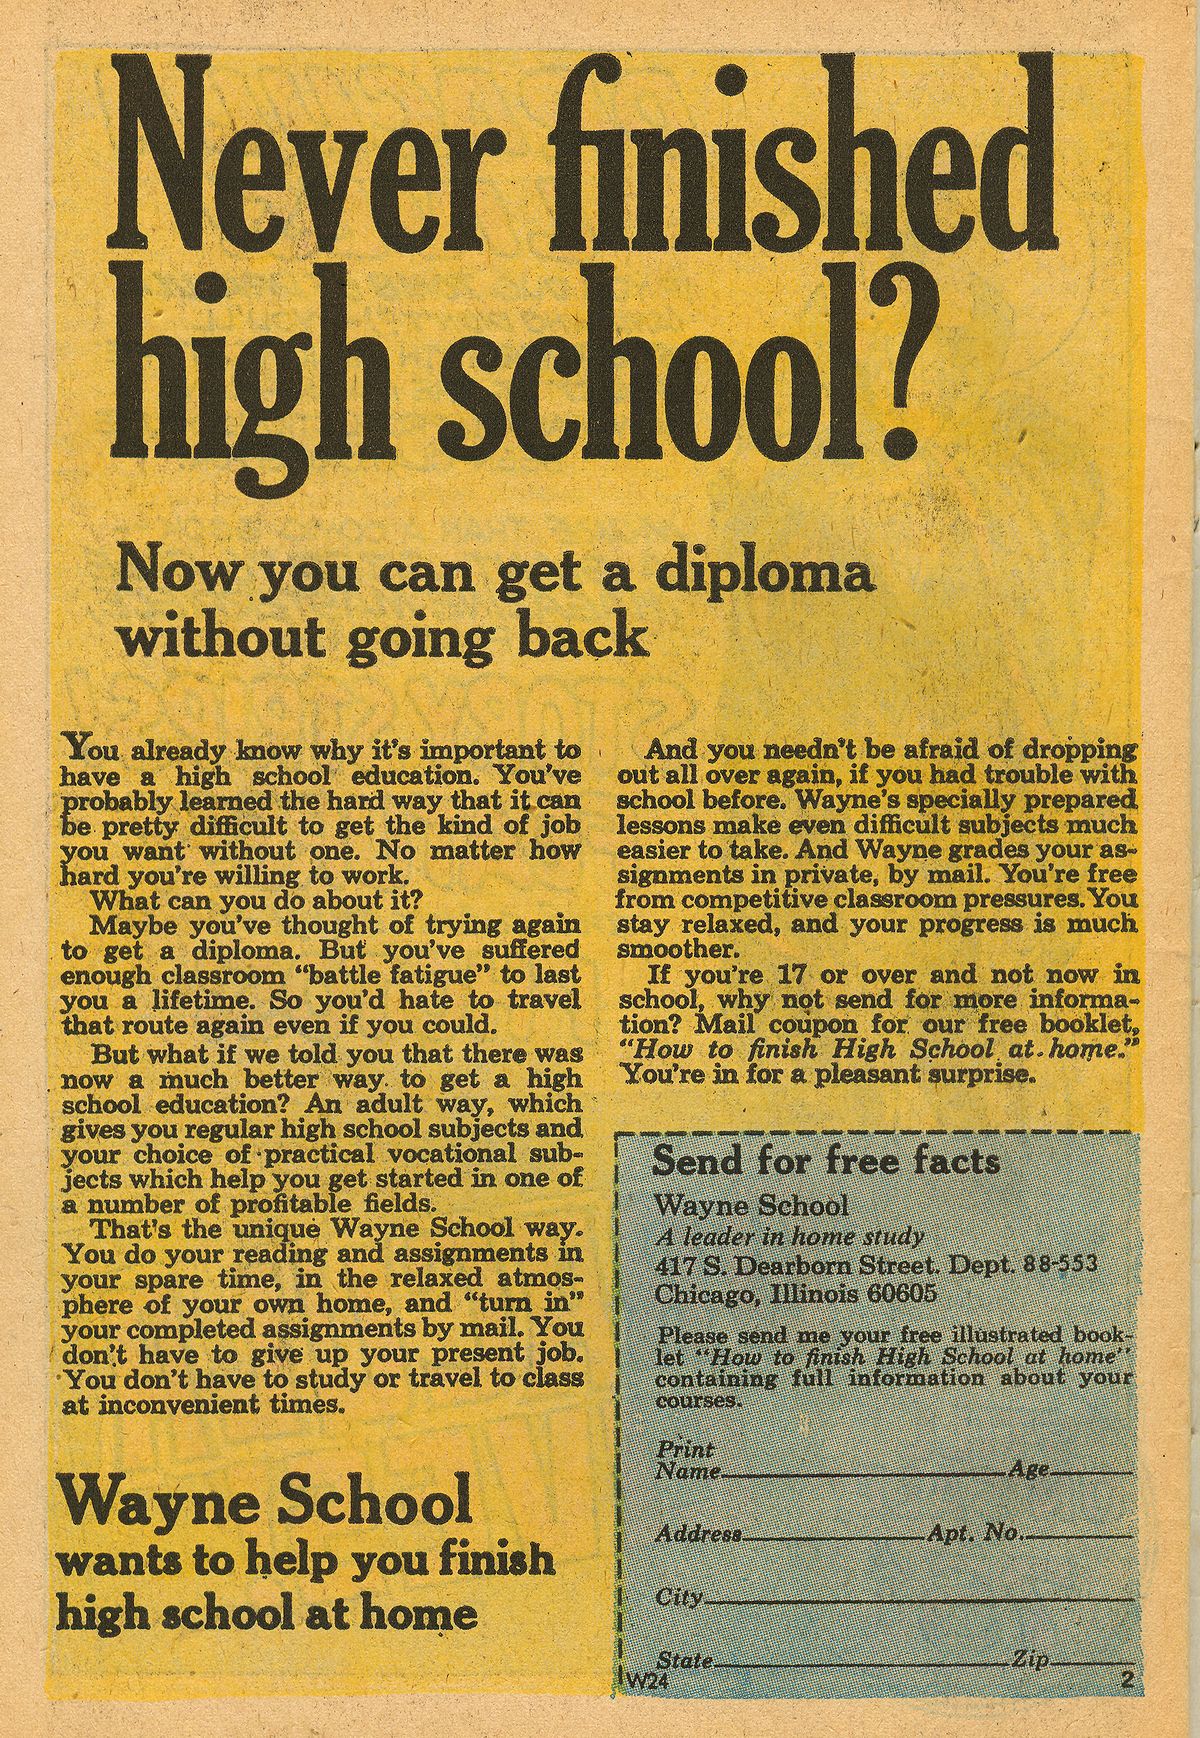 Never finished
high school?
Now you can get a diploma
without going back
You already know why it's important to
have a high school education. You've
probably learned the hard way that it can
be pretty difficult to get the kind of job
you want without one. No matter how
hard you're willing to work.
What can you do about it?
Maybe you've thought of trying again
to get a diploma. But you've suffered
enough classroom "battle fatigue" to last
you a lifetime. So you'd hate to travel
that route again even if you could.
But what if we told you that there was
now a much better way to get a high
school education? An adult way, which
gives you regular high school subjects and
your choice of practical vocational sub-
jects which help you get started in one of
a number of profitable fields.
That's the unique Wayne School way.
You do your reading and assignments in
your spare time, in the relaxed atmos-
phere of your own home, and "turn in"
your completed assignments by mail. You
don't have to give up your present job.
You don't have to study or travel to class
at inconvenient times.
Wayne School
wants to help you finish
high school at home
And you needn't be afraid of dropping
out all over again, if you had trouble with
school before. Wayne's specially prepared
lessons make even difficult subjects much
easier to take. And Wayne grades your as-
signments in private, by mail. You're free
from competitive classroom pressures. You
stay relaxed, and your progress is much
smoother.
If you're 17 or over and not now in
school, why not send for more informa-
tion? Mail coupon for our free booklet,
"How to finish High School at home."
You're in for a pleasant surprise.
Send for free facts
Wayne School
A leader in home study
417 S. Dearborn Street. Dept. 88-553
Chicago, Illinois 60605
Please send me your free illustrated book-
let "How to finish High School at home"
containing full information about your
courses.
Print
Name Age
Address Apt. No.
City
State Zip
W24 2